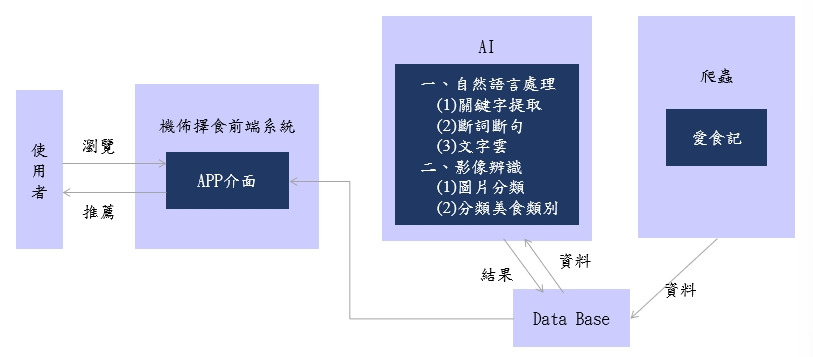 使用者
瀏覽
推薦
機佈擇食前端系統
APP介面
AI
一、自然語言處理
(1)關鍵字提取
(2)斷詞斷句
(3)文字雲
二、影像辨識
(1)圖片分類
(2)分類美食類別
爬蟲
愛食記
結果
資料
資料
Data Base